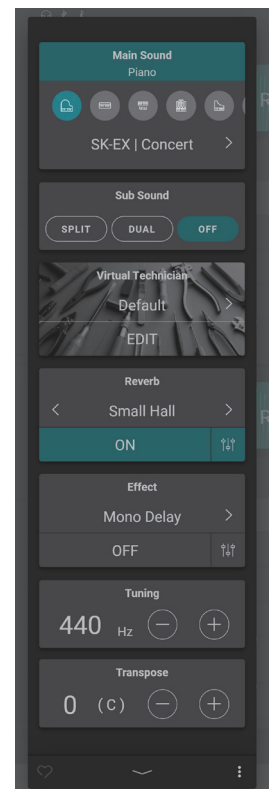 Main Sound
Piano
SK-EX | Concert
Sub Sound
SPLIT DUAL OFF
Virtual Technician
Default
EDIT
Reverb
Small Hall
ON
Effect
Mono Delay
OFF
Tuning
440 Hz
Transpose
0 (C)